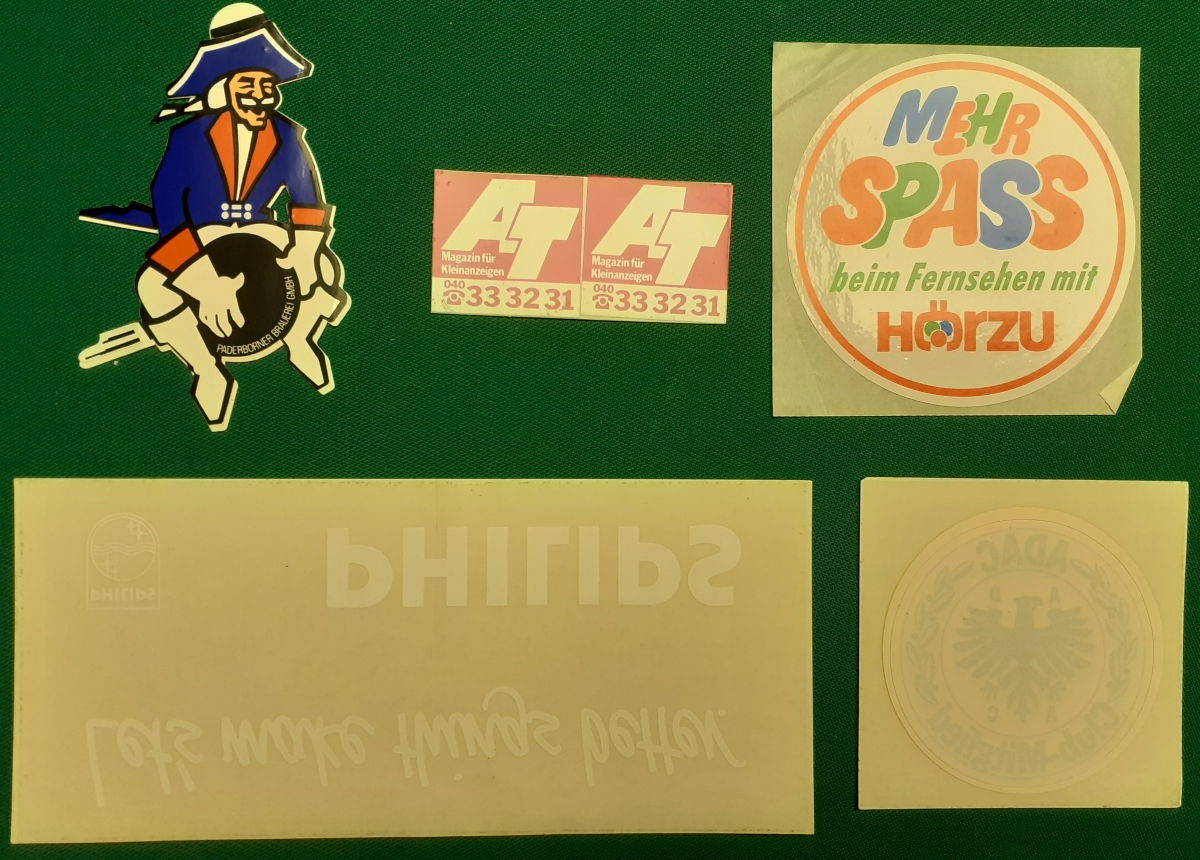 PADERBORNER BRAUEREI GMBH
AT
Magazin für
Kleinanzeigen
040
☎33 32 31
AT
Magazin für
Kleinanzeigen
040
☎33 32 31
MEHR
SPASS
beim Fernsehen mit
HÖRZU
PHILIPS
PHILIPS
Let's make things better.
ADAC
A D
A C
Club-Mitglied